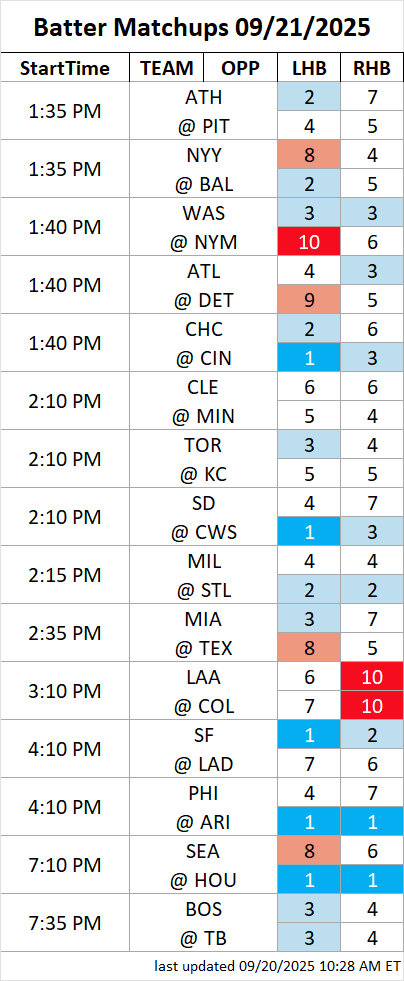 Batter Matchups 09/21/2025
StartTime TEAM OPP LHB RHB
1:35 PM ATH 2 7
@ PIT 4 5
1:35 PM NYY 8 4
@ BAL 2 5
1:40 PM WAS 3 3
@ NYM 10 6
1:40 PM ATL 4 3
@ DET 9 5
1:40 PM CHC 2 6
@ CIN 1 3
2:10 PM CLE 6 6
@ MIN 5 4
2:10 PM TOR 3 4
@ KC 5 5
2:10 PM SD 4 7
@ CWS 1 3
2:15 PM MIL 4 4
@ STL 2 2
2:35 PM MIA 3 7
@ TEX 8 5
3:10 PM LAA 6 10
@ COL 7 10
4:10 PM SF 1 2
@ LAD 7 6
4:10 PM PHI 4 7
@ ARI 1 1
7:10 PM SEA 8 6
@ HOU 1 1
7:35 PM BOS 3 4
@ TB 3 4
last updated 09/20/2025 10:28 AM ET